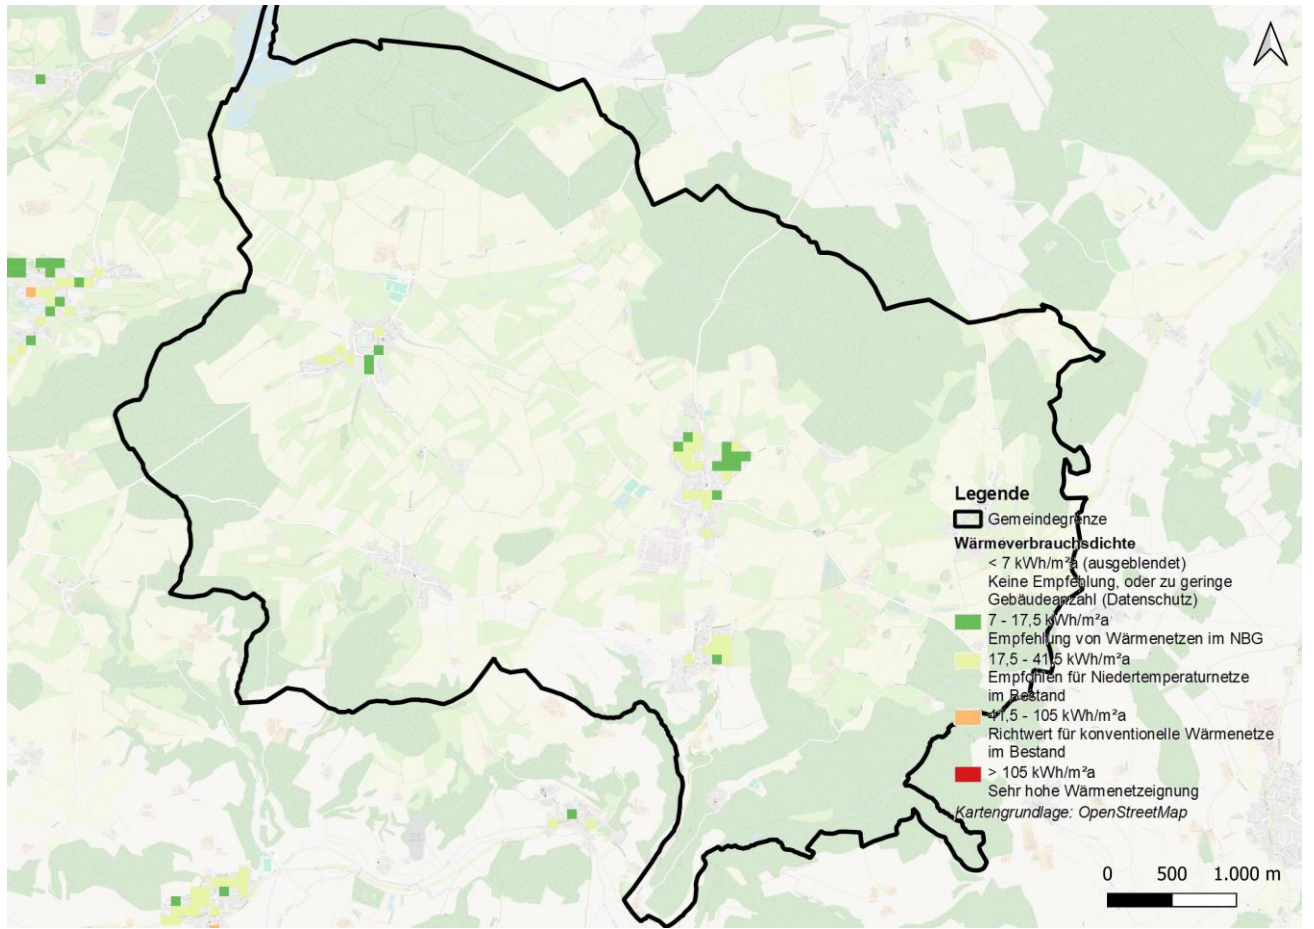 Legende
Gemeindegrenze
Wärmeverbrauchsdichte
< 7 kWh/m²a (ausgeblendet)
Keine Empfehlung, oder zu geringe
Gebäudeanzahl (Datenschutz)
7 - 17,5 kWh/m²a
Empfehlung von Wärmenetzen im NBG
17,5 - 41,5 kWh/m²a
Empfohlen für Niedertemperaturnetze
im Bestand
41,5 - 105 kWh/m²a
Richtwert für konventionelle Wärmenetze
im Bestand
> 105 kWh/m²a
Sehr hohe Wärmenetzeignung
Kartengrundlage: OpenStreetMap
0 500 1.000 m